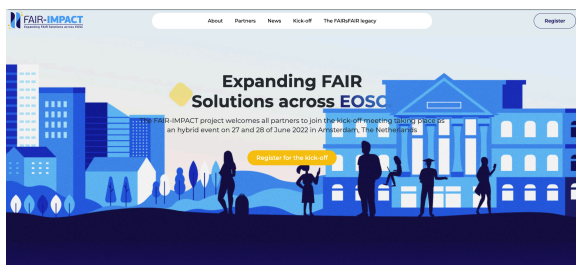 FAIR-IMPACT
Expanding FAIR Solutions across EOSC
About Partners News Kick-off The FAIRsFAIR legacy
Register
Expanding FAIR
Solutions across EOSC
The FAIR-IMPACT project welcomes all partners to join the kick-off meeting taking place as
an hybrid event on 27 and 28 of June 2022 in Amsterdam, The Netherlands
Register for the kick-off